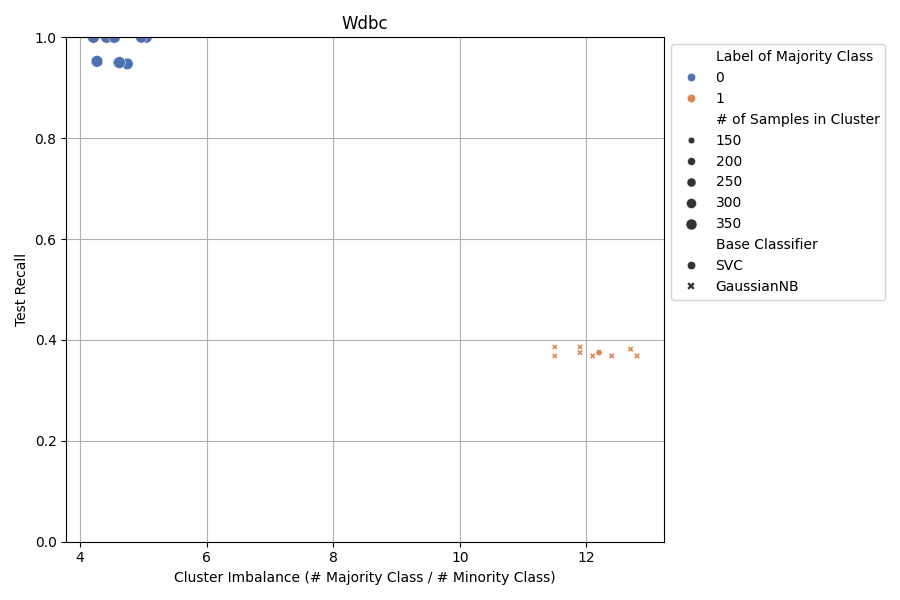 Wdbc
1.0
0.8
0.6
0.4
0.2
0.0
Test Recall
4
6
8
10
12
Cluster Imbalance (# Majority Class / # Minority Class)
Label of Majority Class
0
1
# of Samples in Cluster
150
200
250
300
350
Base Classifier
SVC
GaussianNB